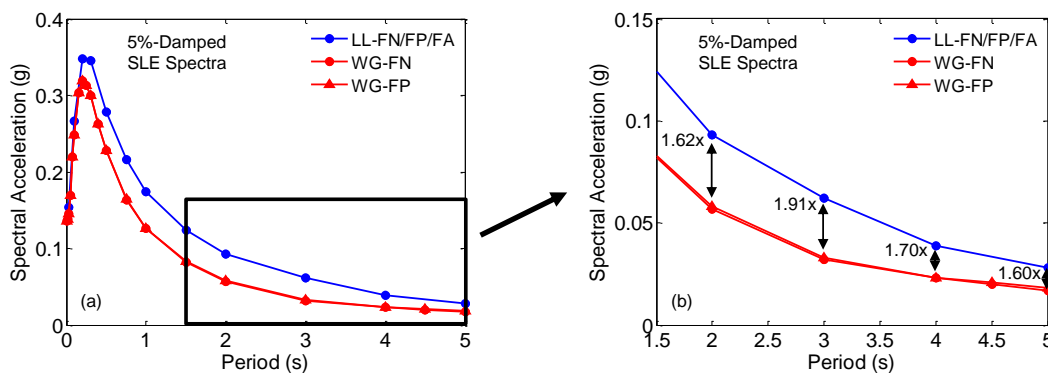 5%-Damped
SLE Spectra
LL-FN/FP/FA
WG-FN
WG-FP
Spectral Acceleration (g)
0.4
0.3
0.2
0.1
0
(a)
0 1 2 3 4 5
Period (s)
5%-Damped
SLE Spectra
LL-FN/FP/FA
WG-FN
WG-FP
Spectral Acceleration (g)
0.15
0.1
0.05
0
1.62x
1.91x
1.70x
1.60x
(b)
1.5 2 2.5 3 3.5 4 4.5 5
Period (s)